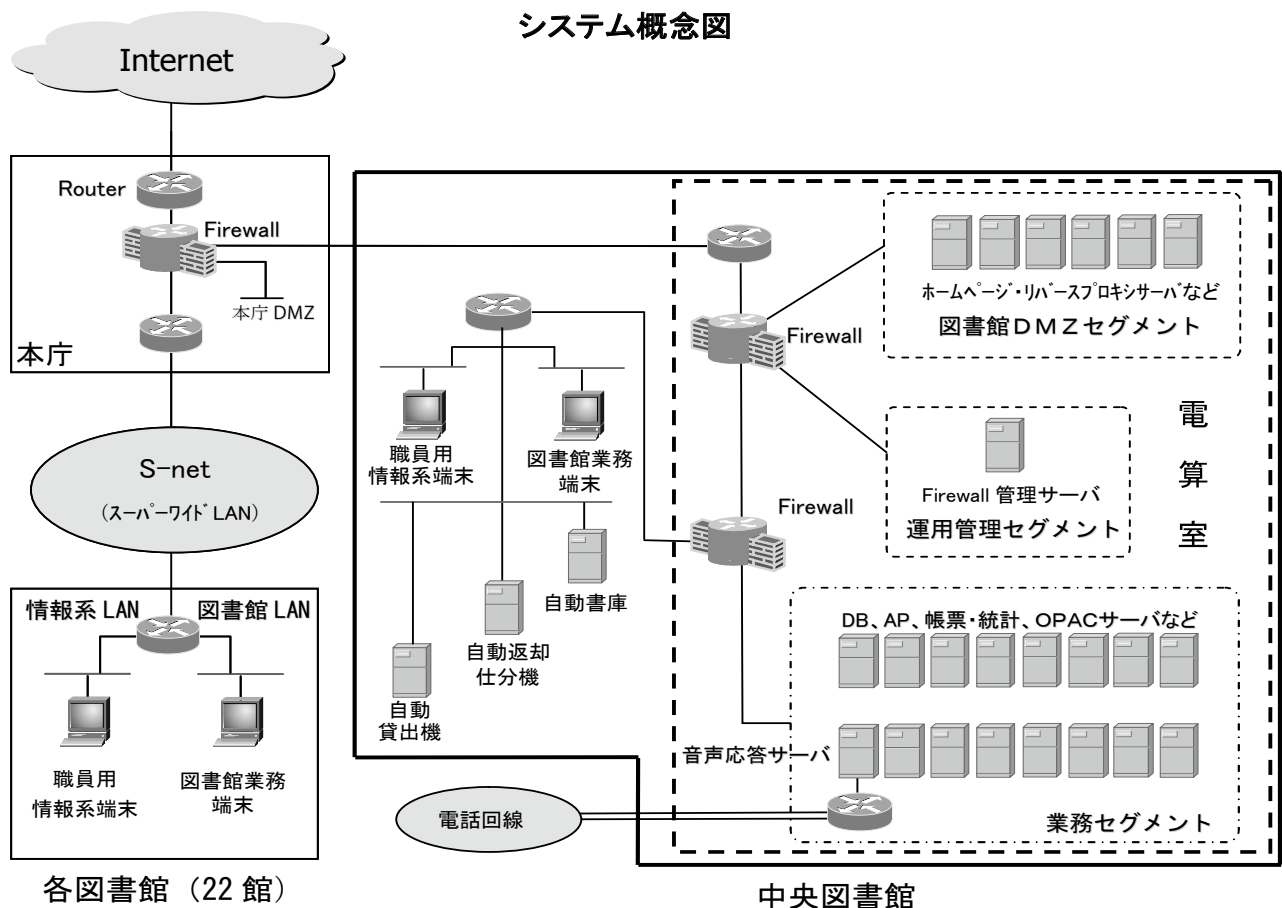 システム概念図
Internet
Router
Firewall
本庁 DMZ
本庁
S-net
(スーパーワイド LAN)
情報系 LAN
図書館 LAN
職員用
情報系端末
図書館業務
端末
各図書館（22 館）
職員用
情報系端末
図書館業務
端末
自動書庫
自動返却
仕分機
自動
貸出機
Firewall
Firewall
ホームページ・リバースプロキシサーバなど
図書館ＤＭＺセグメント
Firewall 管理サーバ
運用管理セグメント
電
算
室
DB、AP、帳票・統計、OPACサーバなど
音声応答サーバ
業務セグメント
電話回線
中央図書館